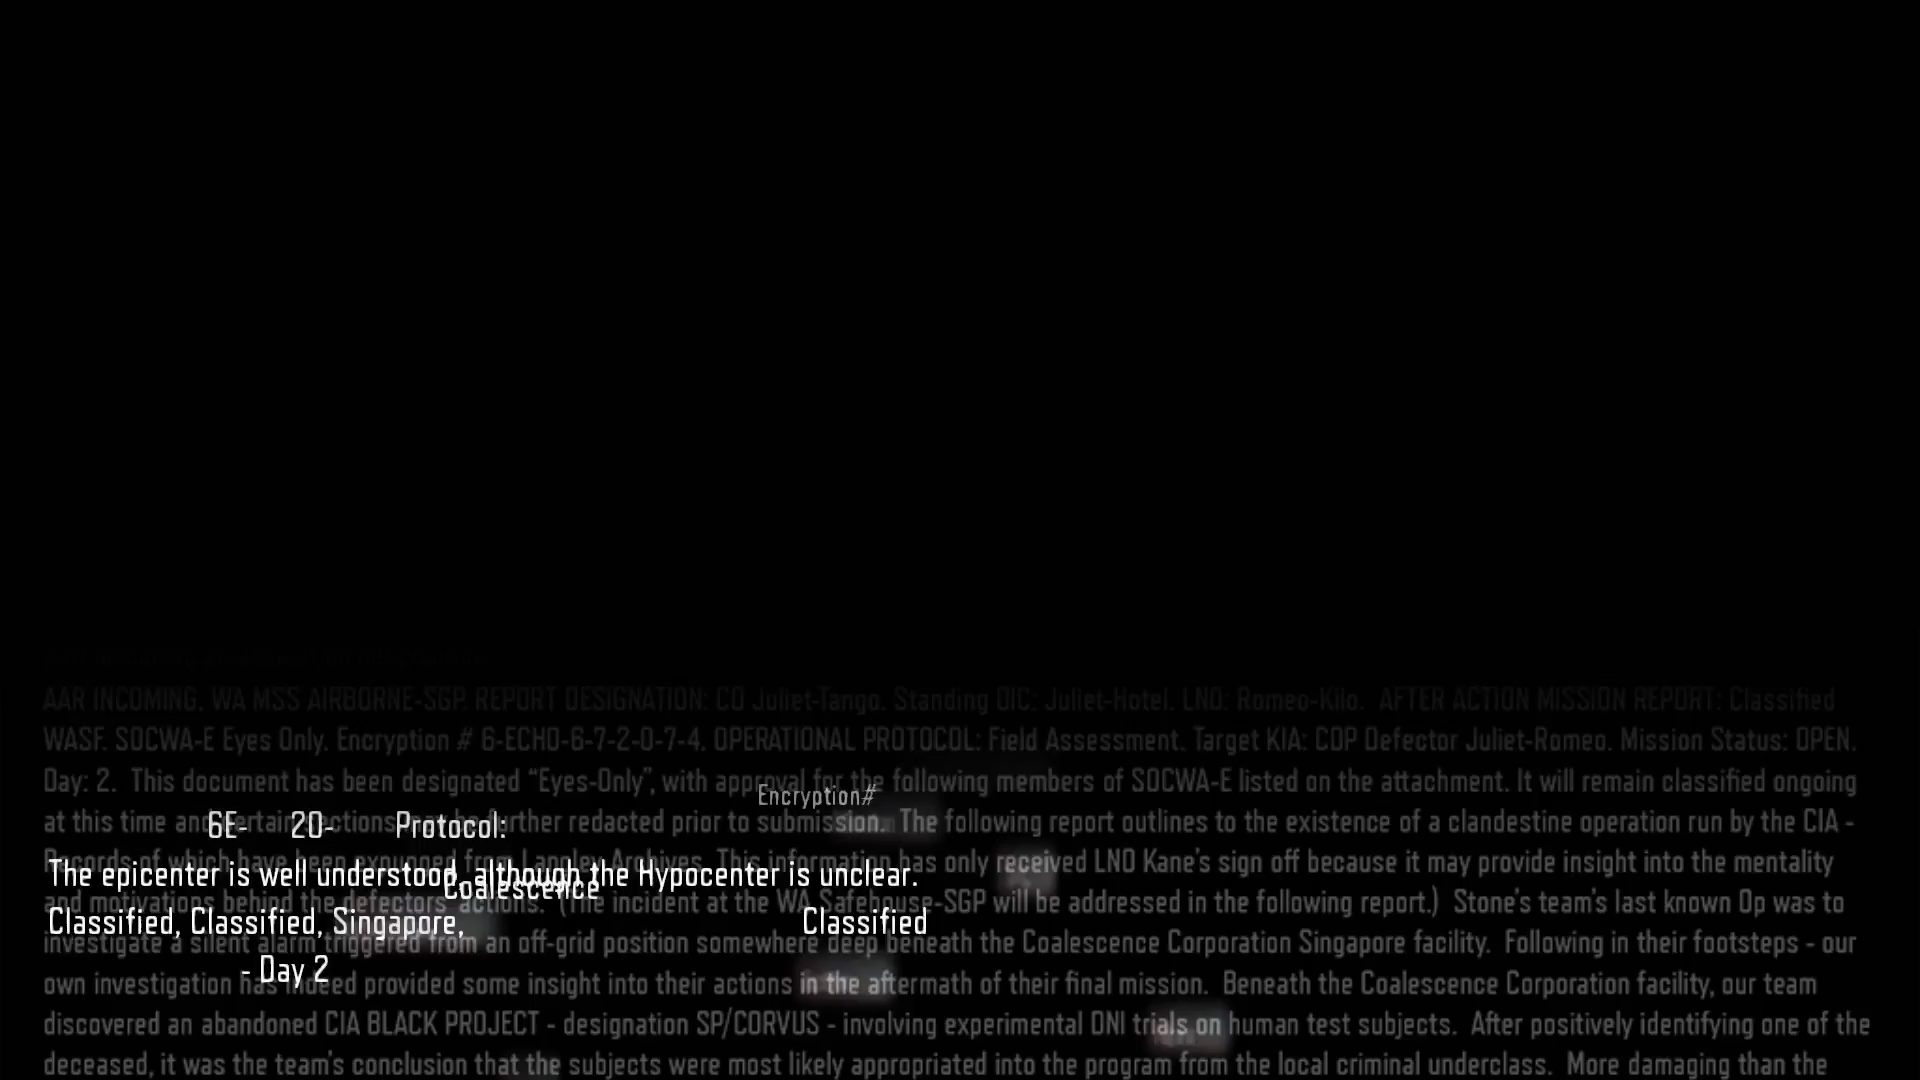 AAR INCOMING. WA MSS AIRBORNE-SGP. REPORT DESIGNATION: CO Juliet-Tango. Standing OIC: Juliet-Hotel. LNO: Romeo-Kilo. AFTER ACTION MISSION REPORT: Classified
WASF. SOCWA-E Eyes Only. Encryption # 6-ECHO-6-7-2-0-7-4. OPERATIONAL PROTOCOL: Field Assessment. Target KIA: CDP Defector Juliet-Romeo. Mission Status: OPEN.
Day: 2. This document has been designated “Eyes-Only”, with approval for the following members of SOCWA-E listed on the attachment. It will remain classified ongoing
Encryption#
at this time and certain sections may be further redacted prior to submission. The following report outlines to the existence of a clandestine operation run by the CIA -
6E- 20- Protocol:
Records of which have been expunged from Langley Archives. This information has only received LNO Kane's sign off because it may provide insight into the mentality
The epicenter is well understood, although the Hypocenter is unclear.
Coalescence
and motivations behind the defectors actions. (The incident at the WA Safehouse-SGP will be addressed in the following report.) Stone's team's last known Op was to
Classified, Classified, Singapore, Classified
investigate a silent alarm triggered from an off-grid position somewhere deep beneath the Coalescence Corporation Singapore facility. Following in their footsteps - our
- Day 2
own investigation has indeed provided some insight into their actions in the aftermath of their final mission. Beneath the Coalescence Corporation facility, our team
discovered an abandoned CIA BLACK PROJECT - designation SP/CORVUS - involving experimental DNI trials on human test subjects. After positively identifying one of the
deceased, it was the team's conclusion that the subjects were most likely appropriated into the program from the local criminal underclass. More damaging than the